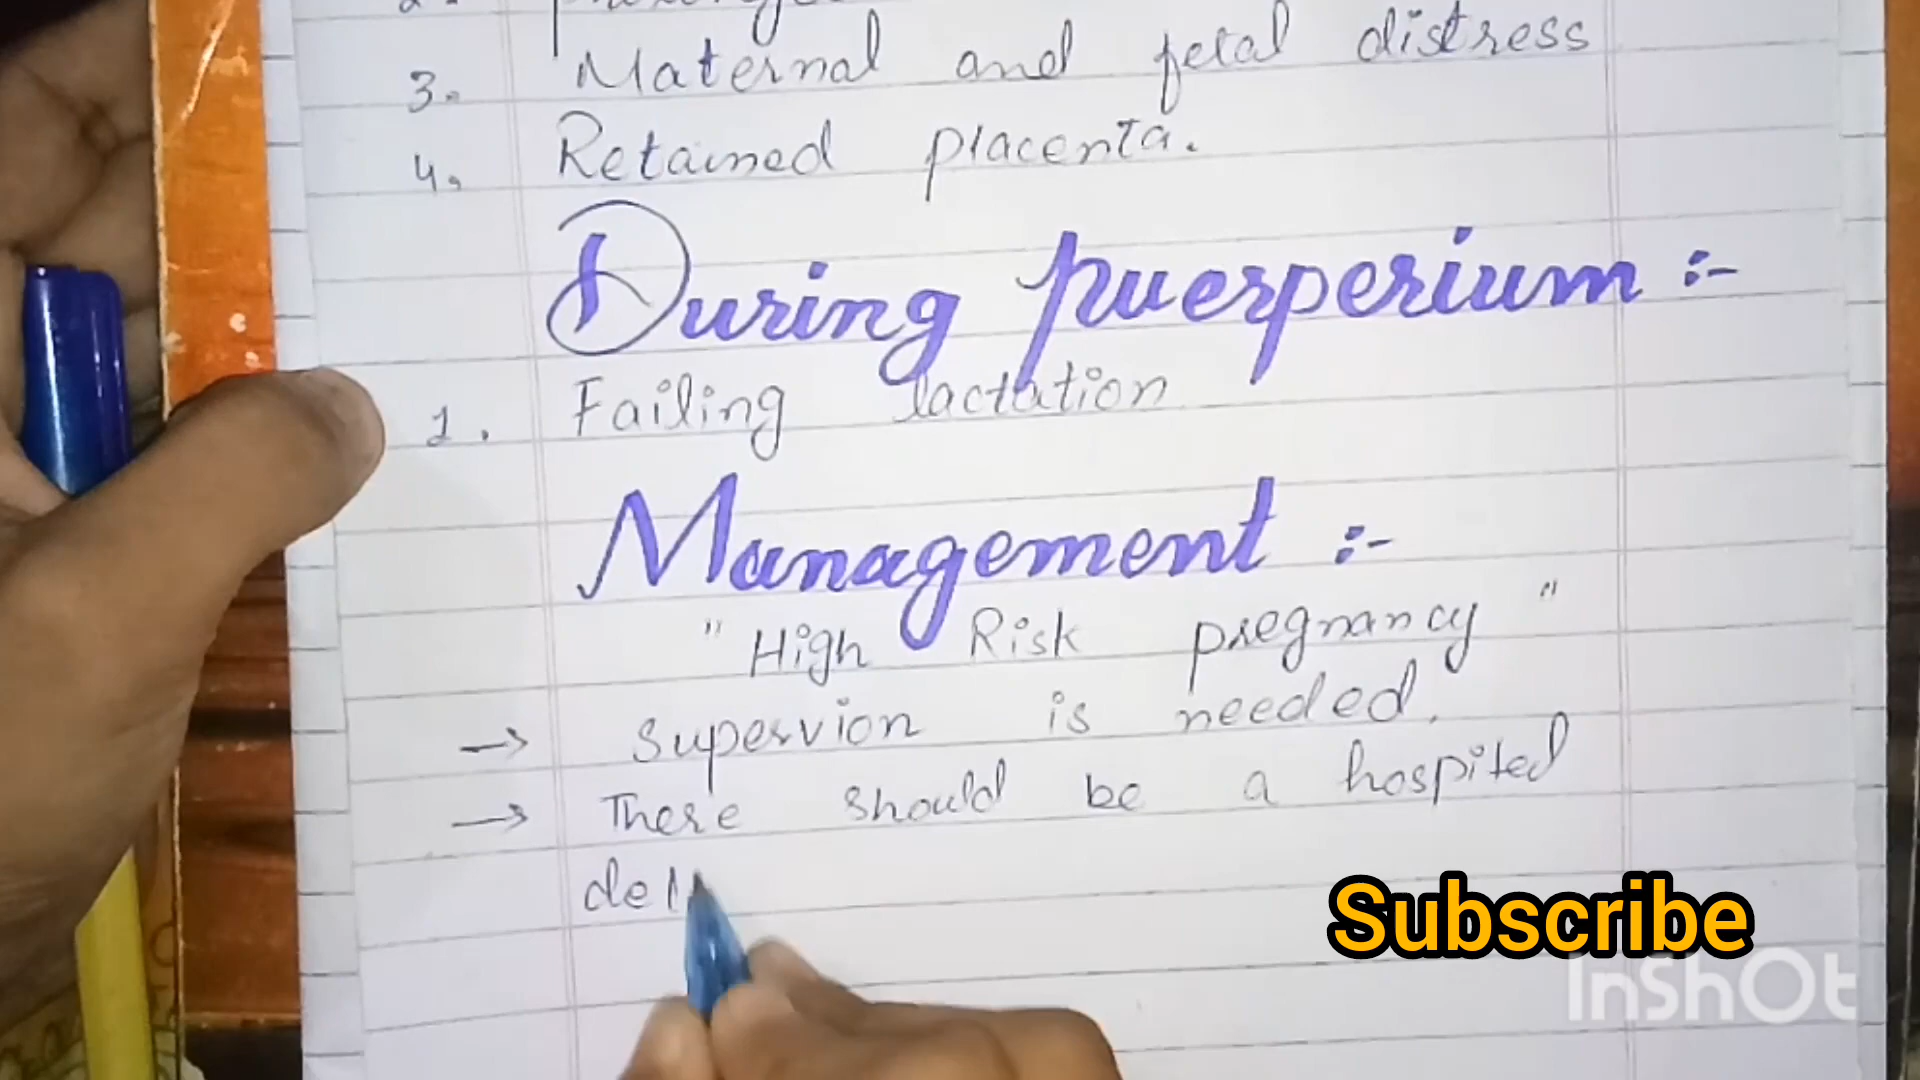 3. Maternal and fetal distress
4. Retained placenta.
During puerperium :-
1. Failing lactation
Management :-
" High Risk pregnancy "
→ supervion is needed.
→ There should be a hospited
del
Subscribe
InShOt